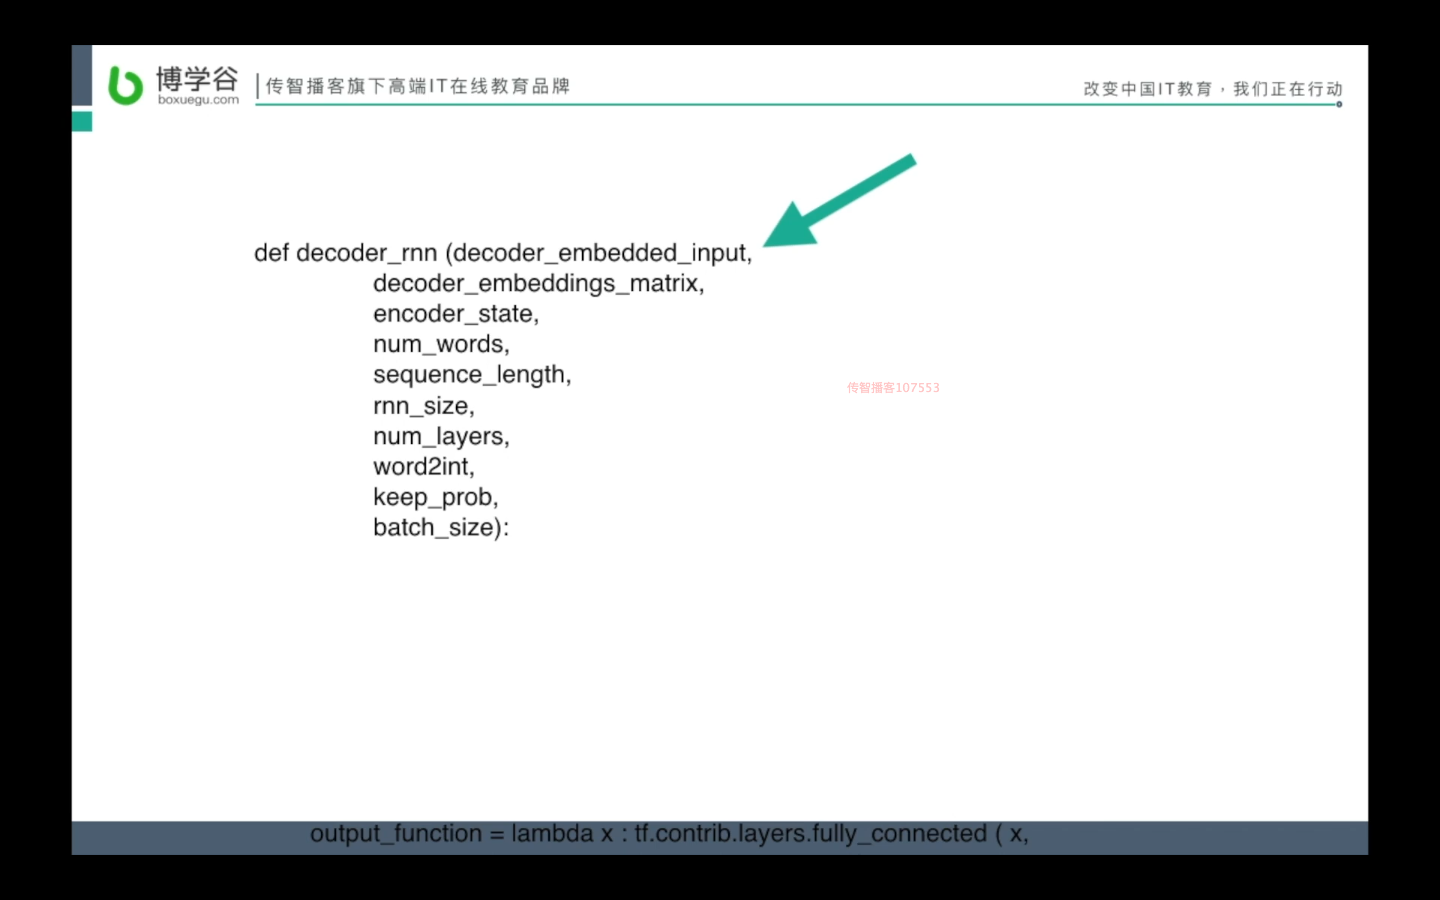 博学谷
boxuegu.com
传智播客旗下高端IT在线教育品牌
改变中国IT教育，我们正在行动
def decoder_rnn (decoder_embedded_input,
decoder_embeddings_matrix,
encoder_state,
num_words,
sequence_length,
rnn_size,
num_layers,
word2int,
keep_prob,
batch_size):
传智播客107553
output_function = lambda x : tf.contrib.layers.fully_connected ( x,